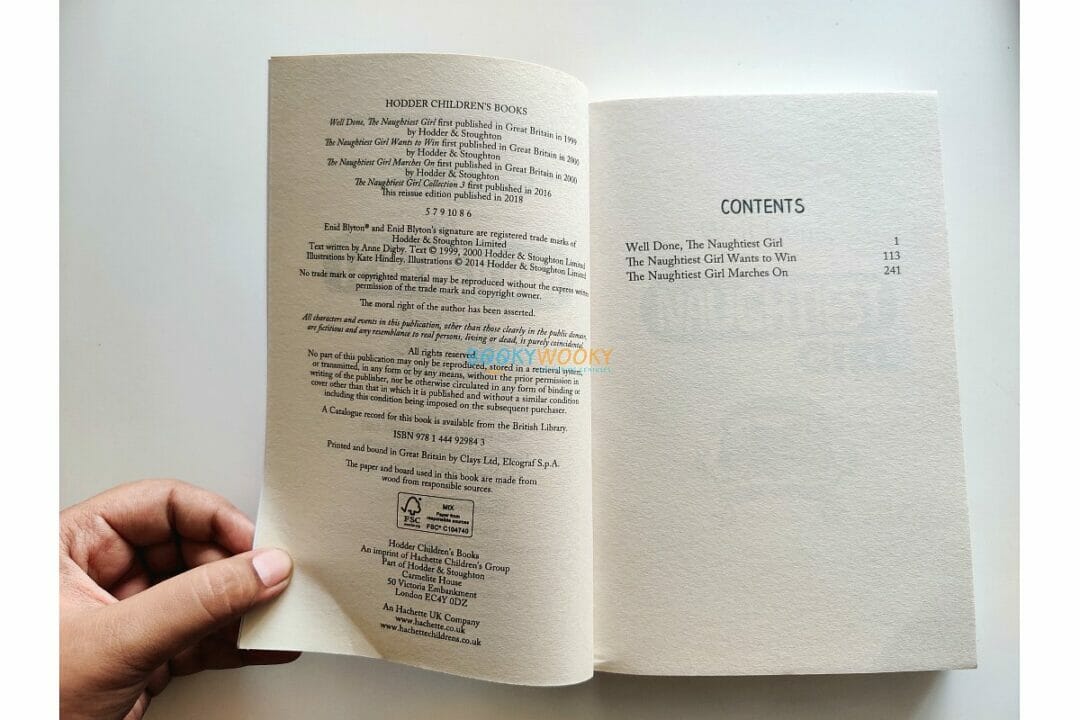 HODDER CHILDREN'S BOOKS
Well Done, The Naughtiest Girl first published in Great Britain in 1999
by Hodder & Stoughton
The Naughtiest Girl Wants to Win first published in Great Britain in 2000
by Hodder & Stoughton
The Naughtiest Girl Marches On first published in Great Britain in 2000
by Hodder & Stoughton
The Naughtiest Girl Collection 3 first published in 2016
This reissue edition published in 2018
5 7 9 10 8 6
Enid Blyton® and Enid Blyton's signature are registered trade marks of
Hodder & Stoughton Limited
Text written by Anne Digby. Text © 1999, 2000 Hodder & Stoughton Limited
Illustrations by Kate Hindley. Illustrations © 2014 Hodder & Stoughton Limited
No trade mark or copyrighted material may be reproduced without the express written
permission of the trade mark and copyright owner.
The moral right of the author has been asserted.
All characters and events in this publication, other than those clearly in the public domain,
are fictitious and any resemblance to real persons, living or dead, is purely coincidental.
All rights reserved.
No part of this publication may only be reproduced, stored in a retrieval system,
or transmitted, in any form or by any means, without the prior permission in
writing of the publisher, nor be otherwise circulated in any form of binding or
cover other than that in which it is published and without a similar condition
including this condition being imposed on the subsequent purchaser.
A Catalogue record for this book is available from the British Library.
ISBN 978 1 444 92984 3
Printed and bound in Great Britain by Clays Ltd, Elcograf S.p.A.
The paper and board used in this book are made from
wood from responsible sources.
FSC
MIX
Paper from
responsible sources
FSC® C104740
Hodder Children's Books
An imprint of Hachette Children's Group
Part of Hodder & Stoughton
Carmelite House
50 Victoria Embankment
London EC4Y 0DZ
An Hachette UK Company
www.hachette.co.uk
www.hachettechildrens.co.uk
BOOKYWOOKY
CONTENTS
Well Done, The Naughtiest Girl 1
The Naughtiest Girl Wants to Win 113
The Naughtiest Girl Marches On 241